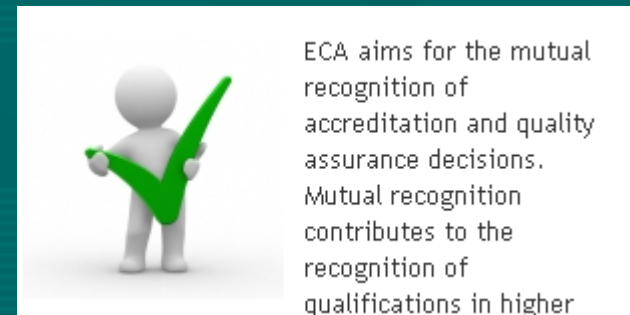 ECA aims for the mutual
recognition of
accreditation and quality
assurance decisions.
Mutual recognition
contributes to the
recognition of
qualifications in higher